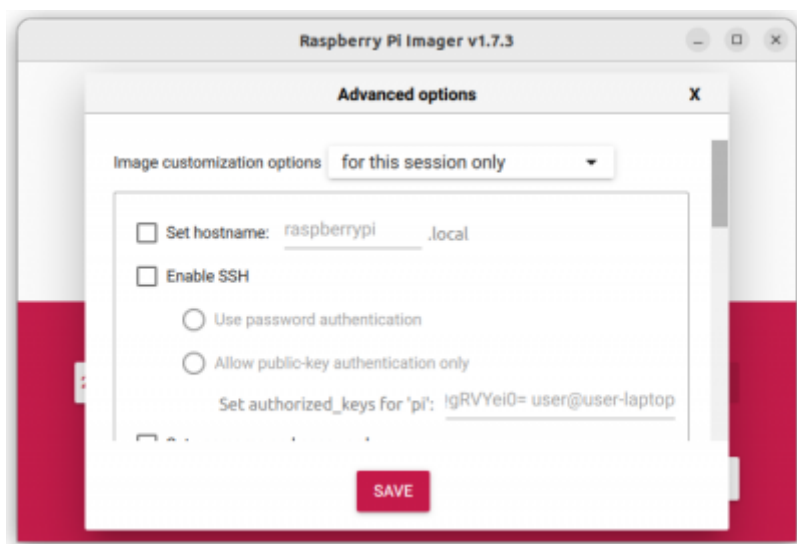 Raspberry Pi Imager v1.7.3
Advanced options X
Image customization options for this session only
Set hostname: raspberrypi .local
Enable SSH
Use password authentication
Allow public-key authentication only
Set authorized_keys for 'pi': gRVYei0= user@user-laptop
SAVE